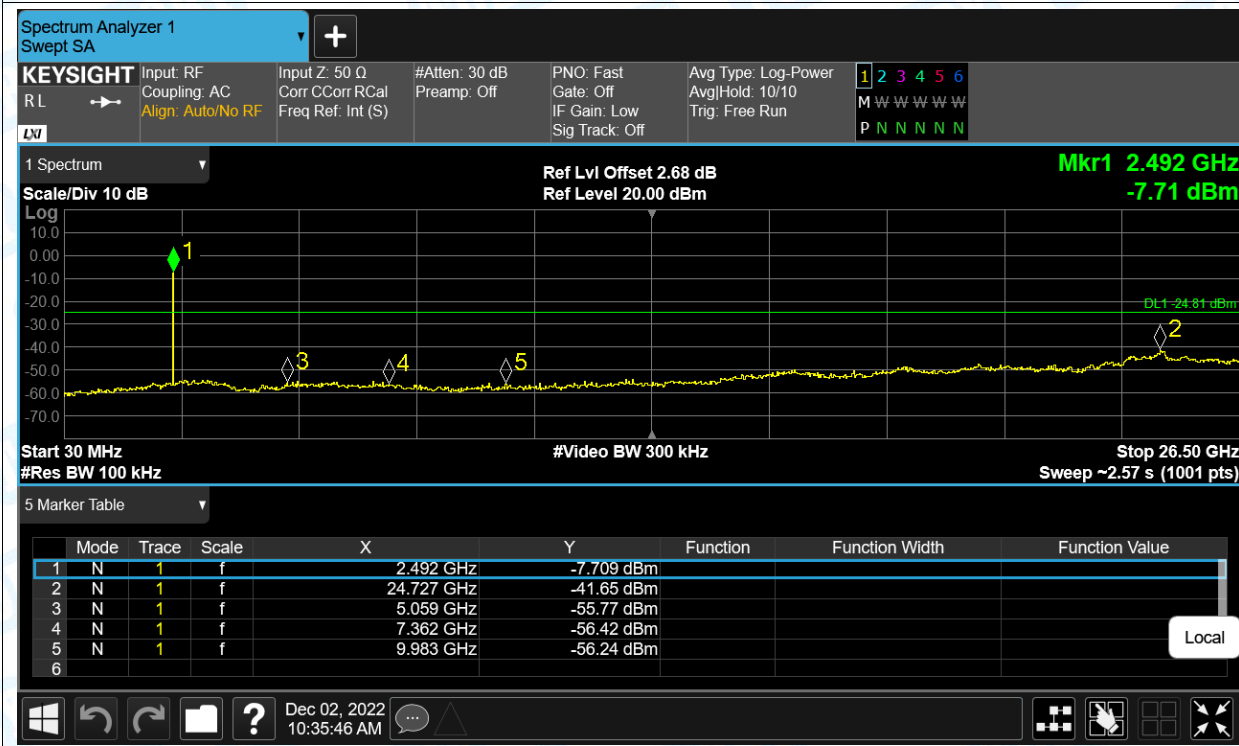 Spectrum Analyzer 1
Swept SA
+
KEYSIGHT
R L
LXI
Input: RF
Coupling: AC
Align: Auto/No RF
Input Z: 50 Ω
Corr CCorr RCal
Freq Ref: Int (S)
#Atten: 30 dB
Preamp: Off
PNO: Fast
Gate: Off
IF Gain: Low
Sig Track: Off
Avg Type: Log-Power
Avg|Hold: 10/10
Trig: Free Run
1 2 3 4 5 6
M W W W W W
P N N N N N
1 Spectrum
Scale/Div 10 dB
Ref Lvl Offset 2.68 dB
Ref Level 20.00 dBm
Mkr1 2.492 GHz
-7.71 dBm
Log
10.0
0.00
-10.0
-20.0
-30.0
-40.0
-50.0
-60.0
-70.0
1
DL1 -24.81 dBm
2
3
4
5
Start 30 MHz
#Video BW 300 kHz
Stop 26.50 GHz
#Res BW 100 kHz
Sweep ~2.57 s (1001 pts)
5 Marker Table
Mode Trace Scale X Y Function Function Width Function Value
1 N 1 f 2.492 GHz -7.709 dBm
2 N 1 f 24.727 GHz -41.65 dBm
3 N 1 f 5.059 GHz -55.77 dBm
4 N 1 f 7.362 GHz -56.42 dBm
5 N 1 f 9.983 GHz -56.24 dBm
6
Local
?
Dec 02, 2022
10:35:46 AM